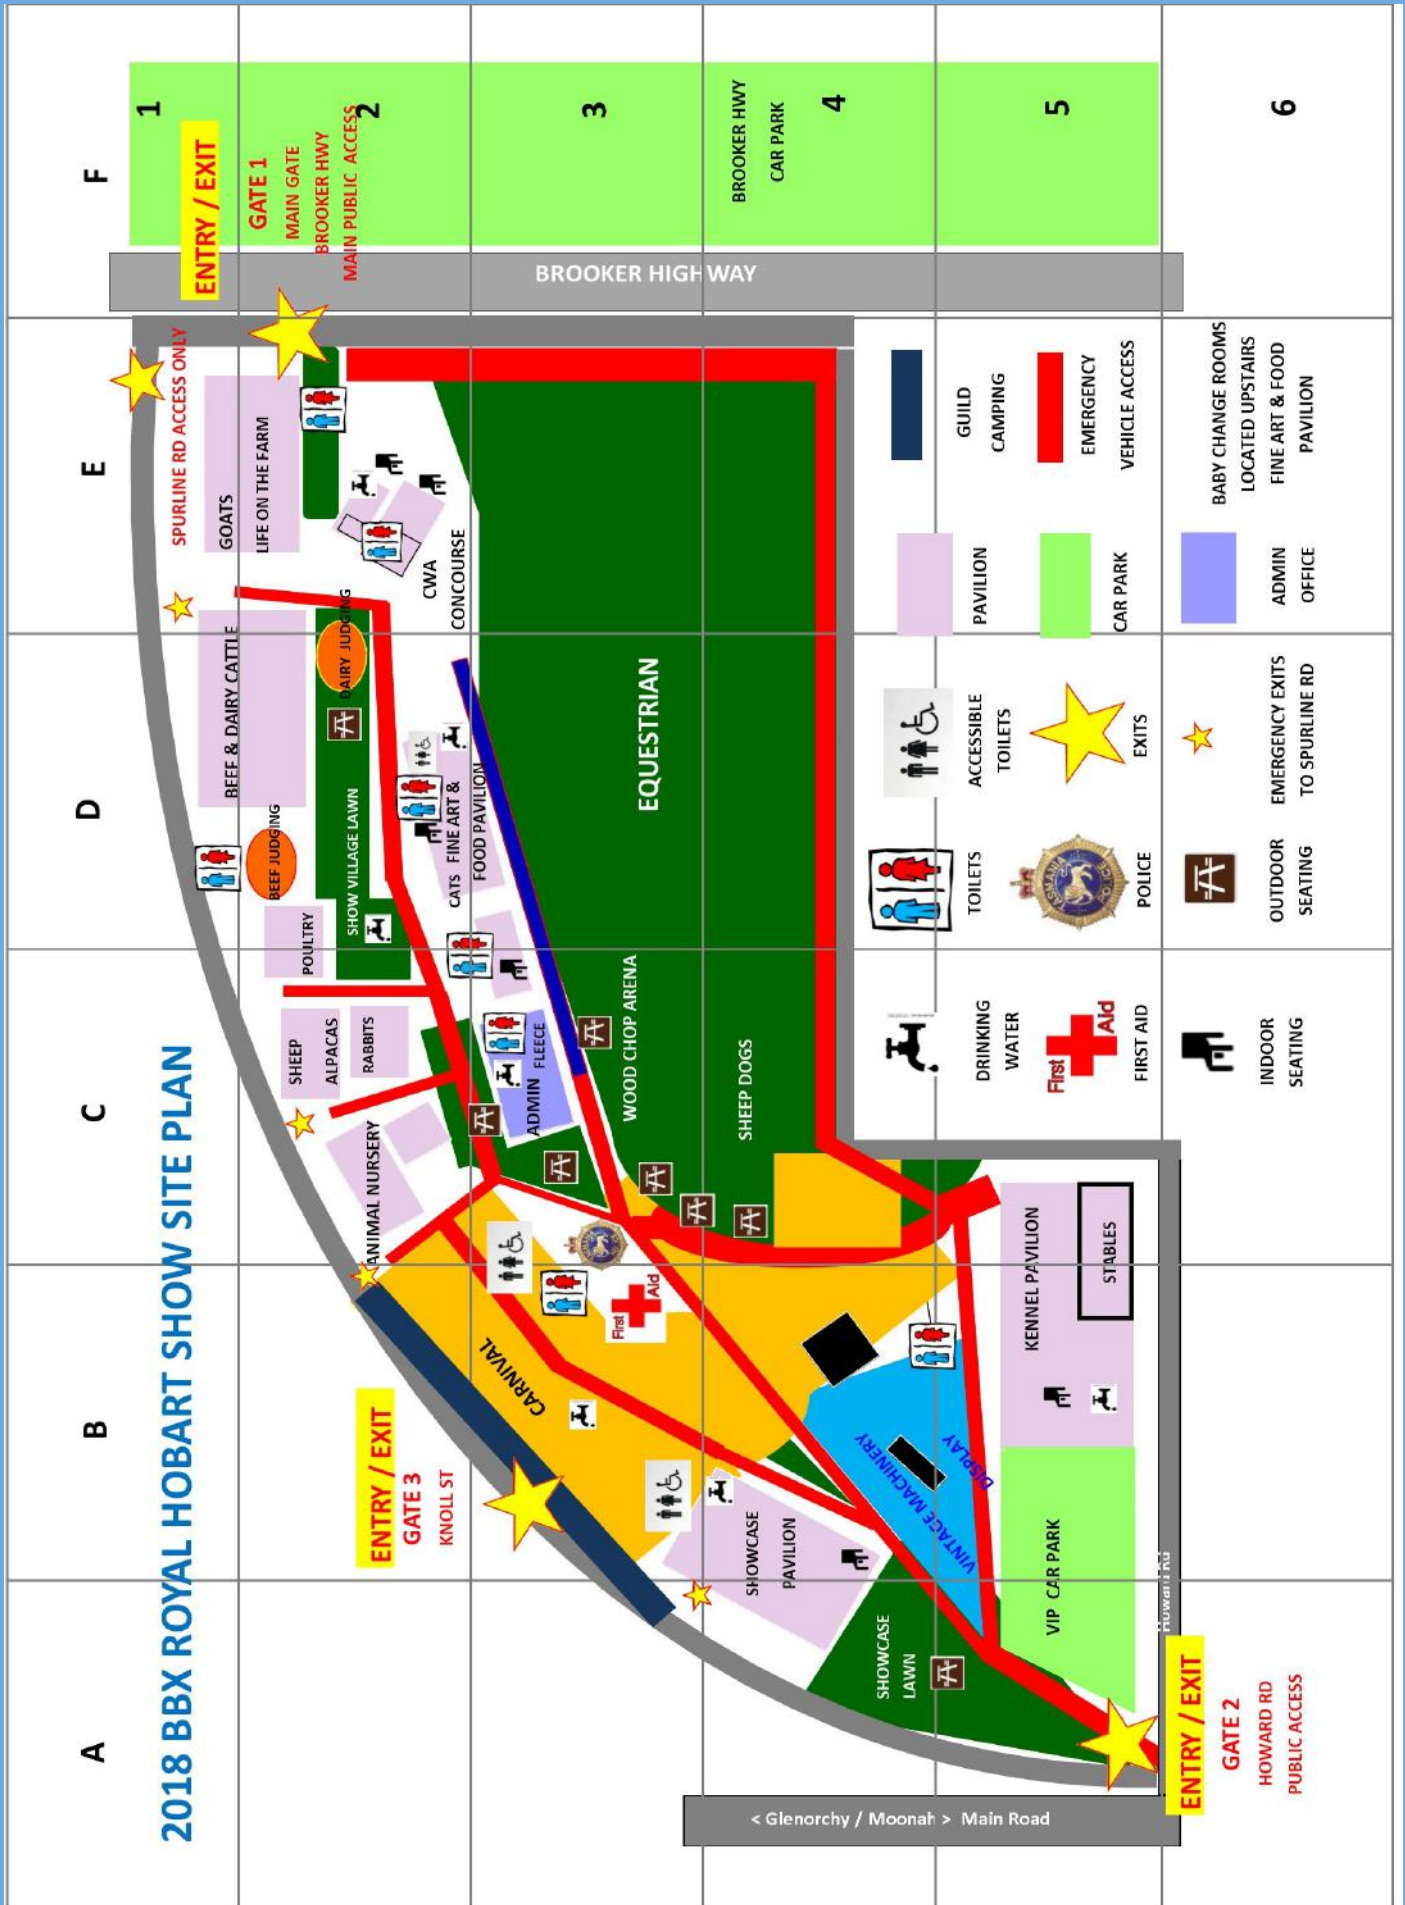 2018 BBX ROYAL HOBART SHOW SITE PLAN
A
B
C
D
E
F
1
2
3
4
5
6
ENTRY / EXIT
GATE 1
MAIN GATE
BROOKER HWY
MAIN PUBLIC ACCESS
BROOKER HWY
CAR PARK
BROOKER HIGHWAY
SPURLINE RD ACCESS ONLY
GOATS
LIFE ON THE FARM
CWA
CONCOURSE
BEEF & DAIRY CATTLE
DAIRY JUDGING
BEEF JUDGING
SHOW VILLAGE LAWN
POULTRY
CATS
FINE ART &
FOOD PAVILION
EQUESTRIAN
SHEEP
ALPACAS
RABBITS
ADMIN
FLEECE
WOOD CHOP ARENA
SHEEP DOGS
ANIMAL NURSERY
CARNIVAL
First
Aid
ENTRY / EXIT
GATE 3
KNOLL ST
SHOWCASE
PAVILION
SHOWCASE
LAWN
VINTAGE MACHINERY
DISPLAY
KENNEL PAVILION
STABLES
VIP CAR PARK
Howard Rd
ENTRY / EXIT
GATE 2
HOWARD RD
PUBLIC ACCESS
< Glenorchy / Moonah > Main Road
GUILD
CAMPING
EMERGENCY
VEHICLE ACCESS
BABY CHANGE ROOMS
LOCATED UPSTAIRS
FINE ART & FOOD
PAVILION
PAVILION
CAR PARK
ADMIN
OFFICE
ACCESSIBLE
TOILETS
EXITS
EMERGENCY EXITS
TO SPURLINE RD
TOILETS
POLICE
OUTDOOR
SEATING
DRINKING
WATER
First
Aid
FIRST AID
INDOOR
SEATING